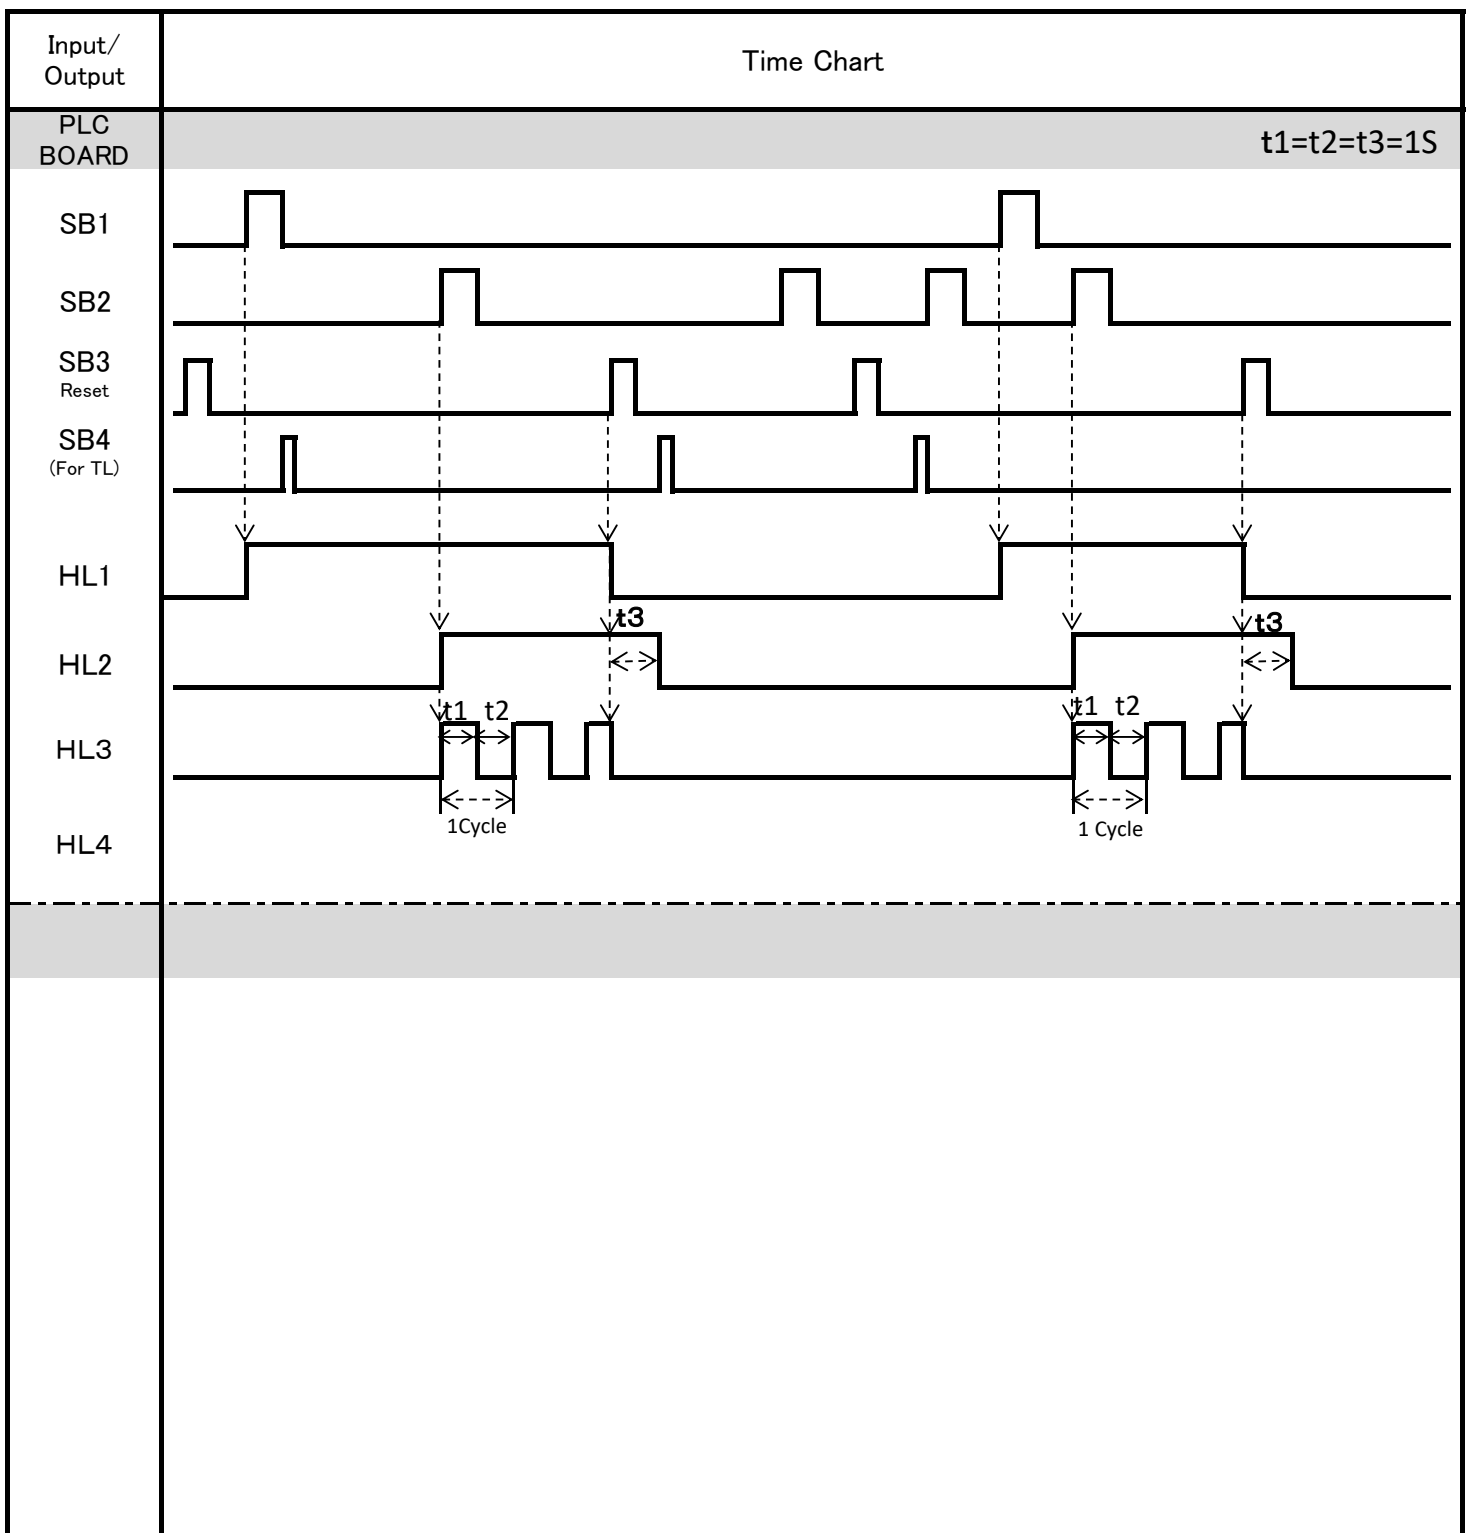 Input/
Output
Time Chart
PLC
BOARD
t1=t2=t3=1S
SB1
SB2
SB3
Reset
SB4
(For TL)
HL1
t3
t3
HL2
t1 t2
t1 t2
HL3
1Cycle
1 Cycle
HL4